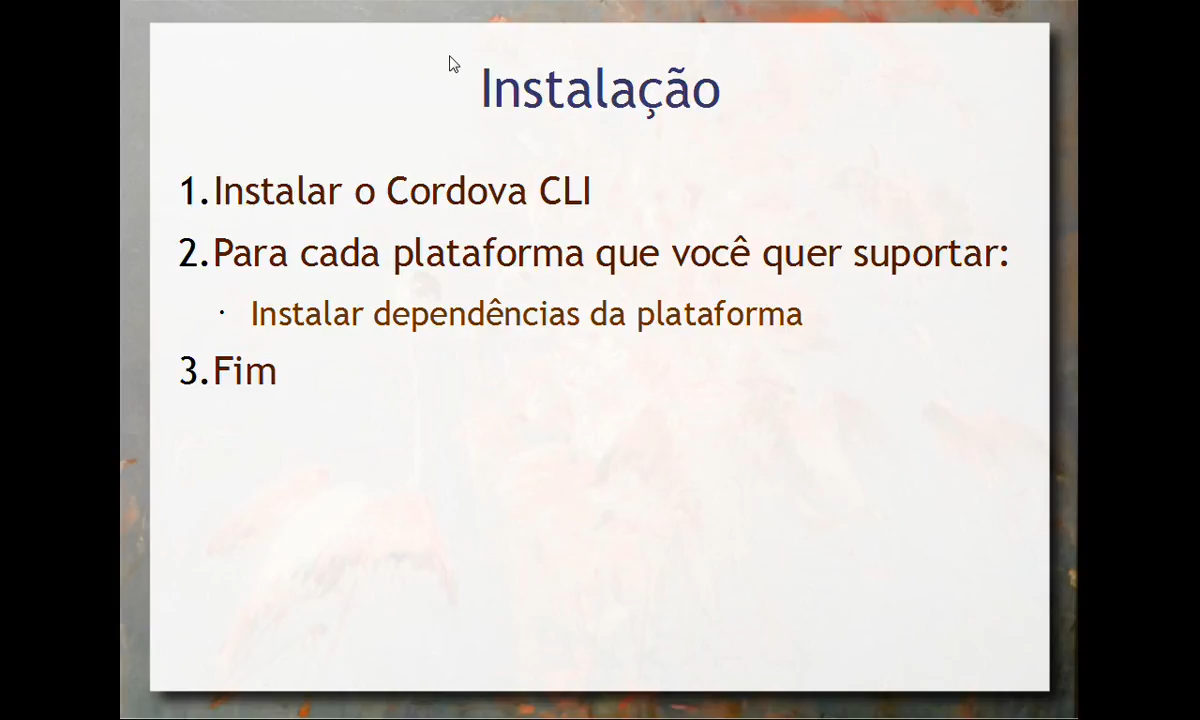 Instalação
1.Instalar o Cordova CLI
2.Para cada plataforma que você quer suportar:
· Instalar dependências da plataforma
3.Fim